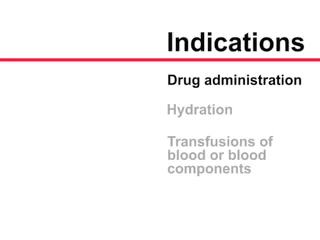 Indications
Drug administration
Hydration
Transfusions of
blood or blood
components